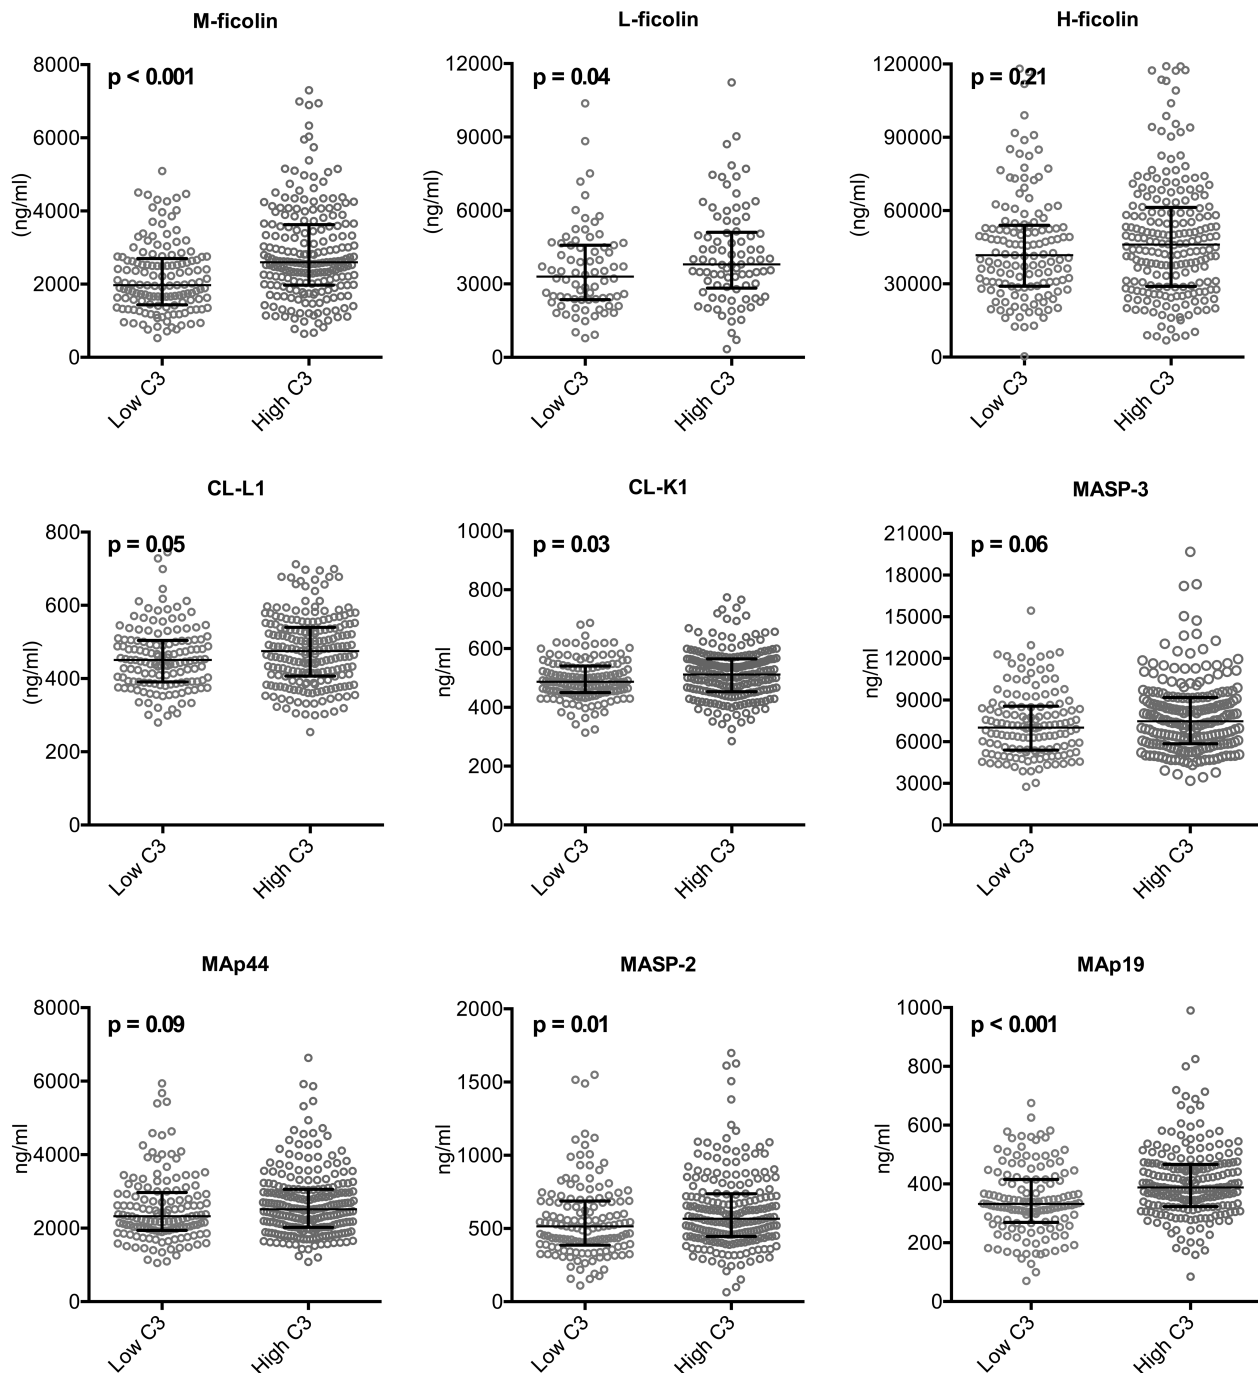 M-ficolin
L-ficolin
H-ficolin
p < 0.001
p = 0.04
p = 0.21
(ng/ml)
8000
6000
4000
2000
0
Low C3
High C3
(ng/ml)
12000
9000
6000
3000
0
Low C3
High C3
(ng/ml)
120000
90000
60000
30000
0
Low C3
High C3
CL-L1
CL-K1
MASP-3
p = 0.05
p = 0.03
p = 0.06
(ng/ml)
800
600
400
200
0
Low C3
High C3
ng/ml
1000
800
600
400
200
0
Low C3
High C3
ng/ml
21000
18000
15000
12000
9000
6000
3000
0
Low C3
High C3
MAp44
MASP-2
MAp19
p = 0.09
p = 0.01
p < 0.001
ng/ml
8000
6000
4000
2000
0
Low C3
High C3
ng/ml
2000
1500
1000
500
0
Low C3
High C3
ng/ml
1000
800
600
400
200
0
Low C3
High C3